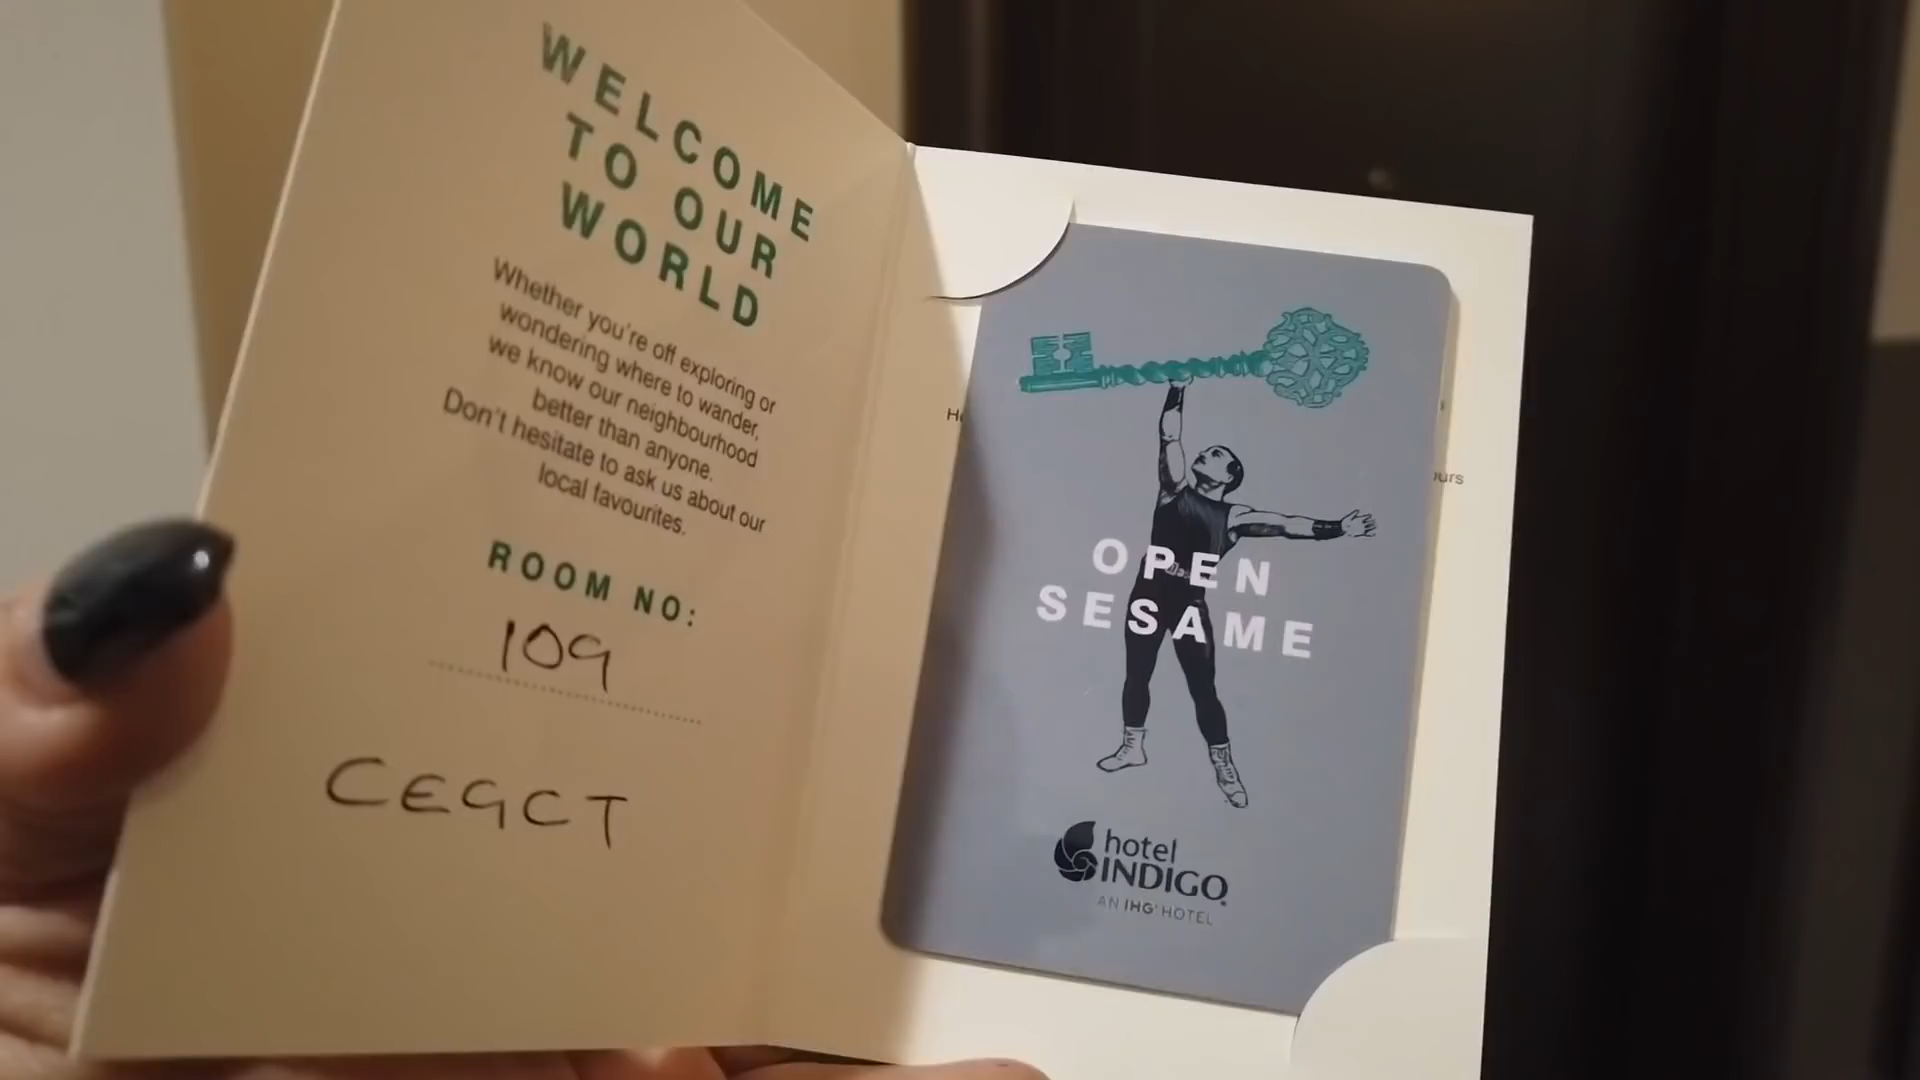 WELCOME
TO OUR
WORLD
Whether you're off exploring or
wondering where to wander,
we know our neighbourhood
better than anyone.
Don't hesitate to ask us about our
local favourites.
ROOM NO:
109
CEGCT
OPEN
SESAME
hotel
INDIGO
AN IHG® HOTEL